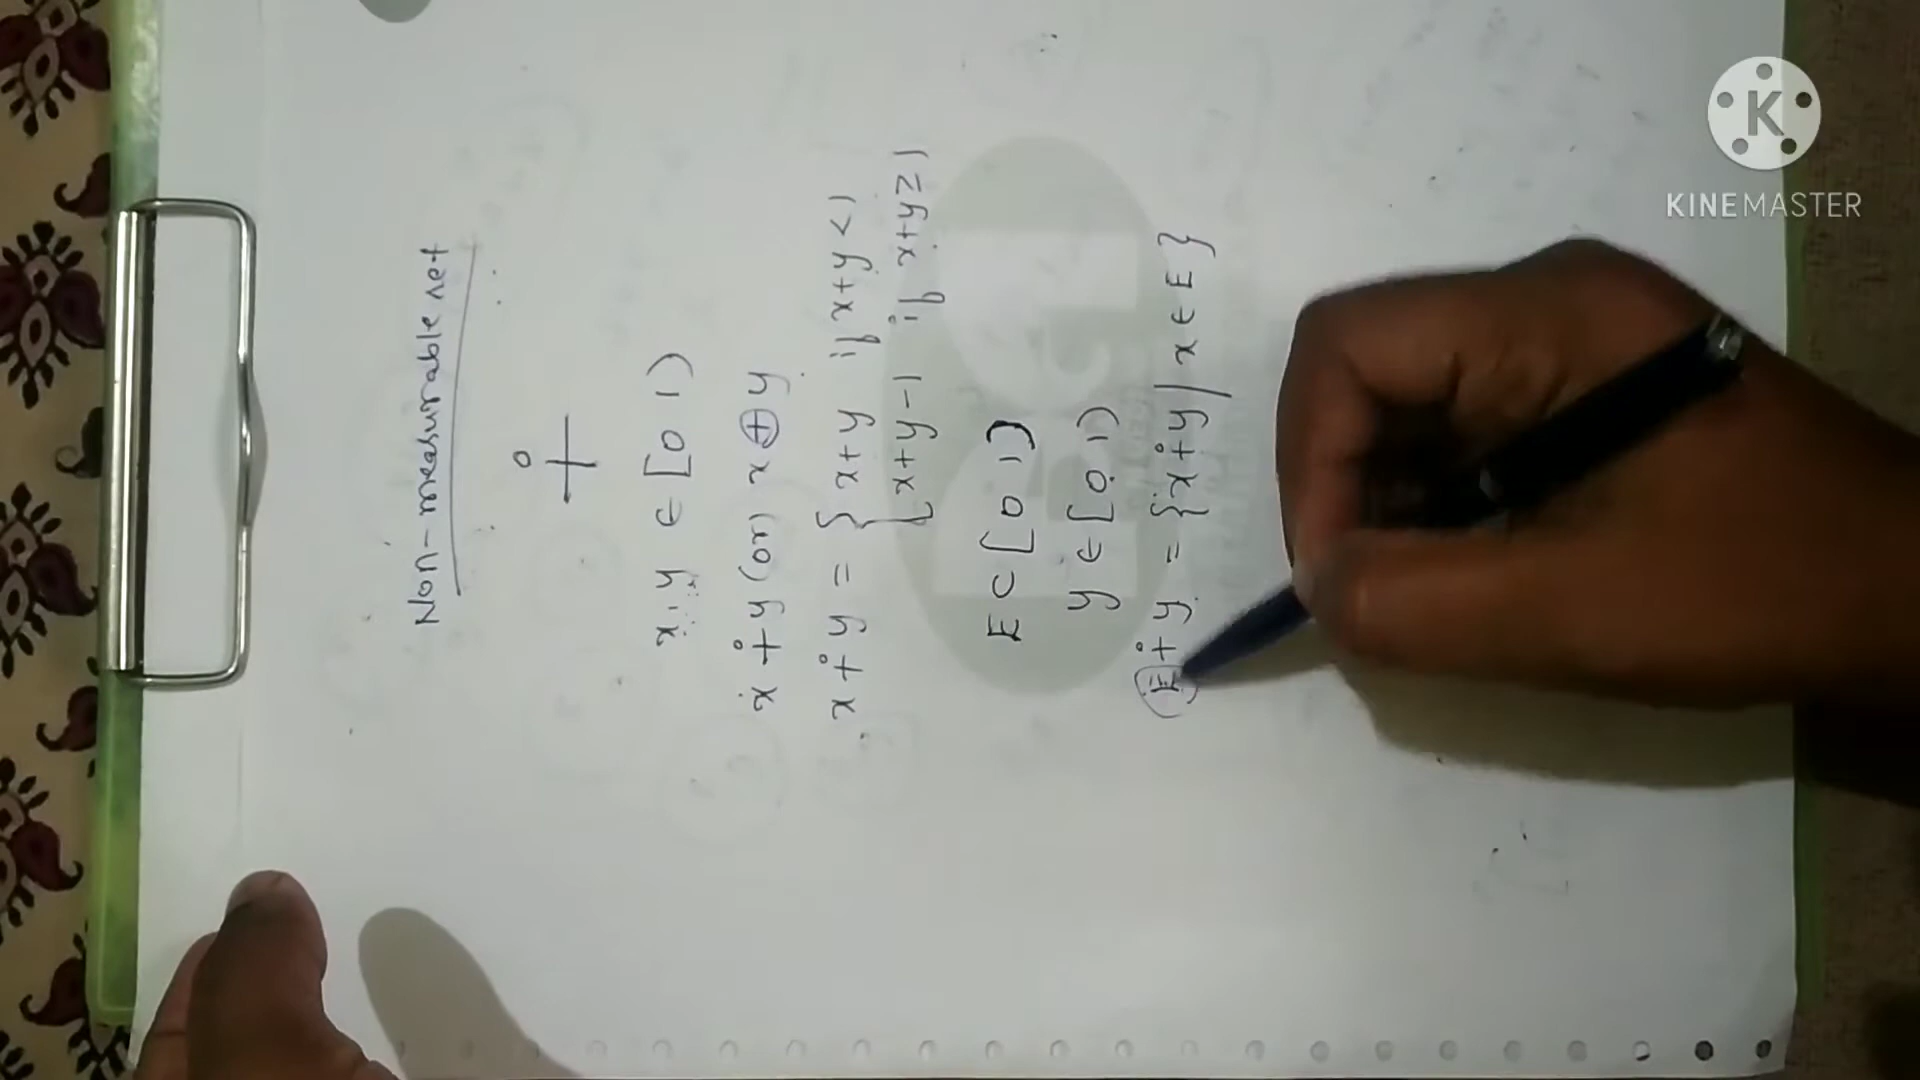 Non-measurable set
∔
x, y ∈ [0 1)
x ∔ y (or) x ⊕ y
x ∔ y = { x+y if x+y < 1
x+y-1 if x+y ≥ 1
E ⊂ [0 1)
y ∈ [0, 1)
E ∔ y = {x ∔ y / x ∈ E}
K
KINEMASTER